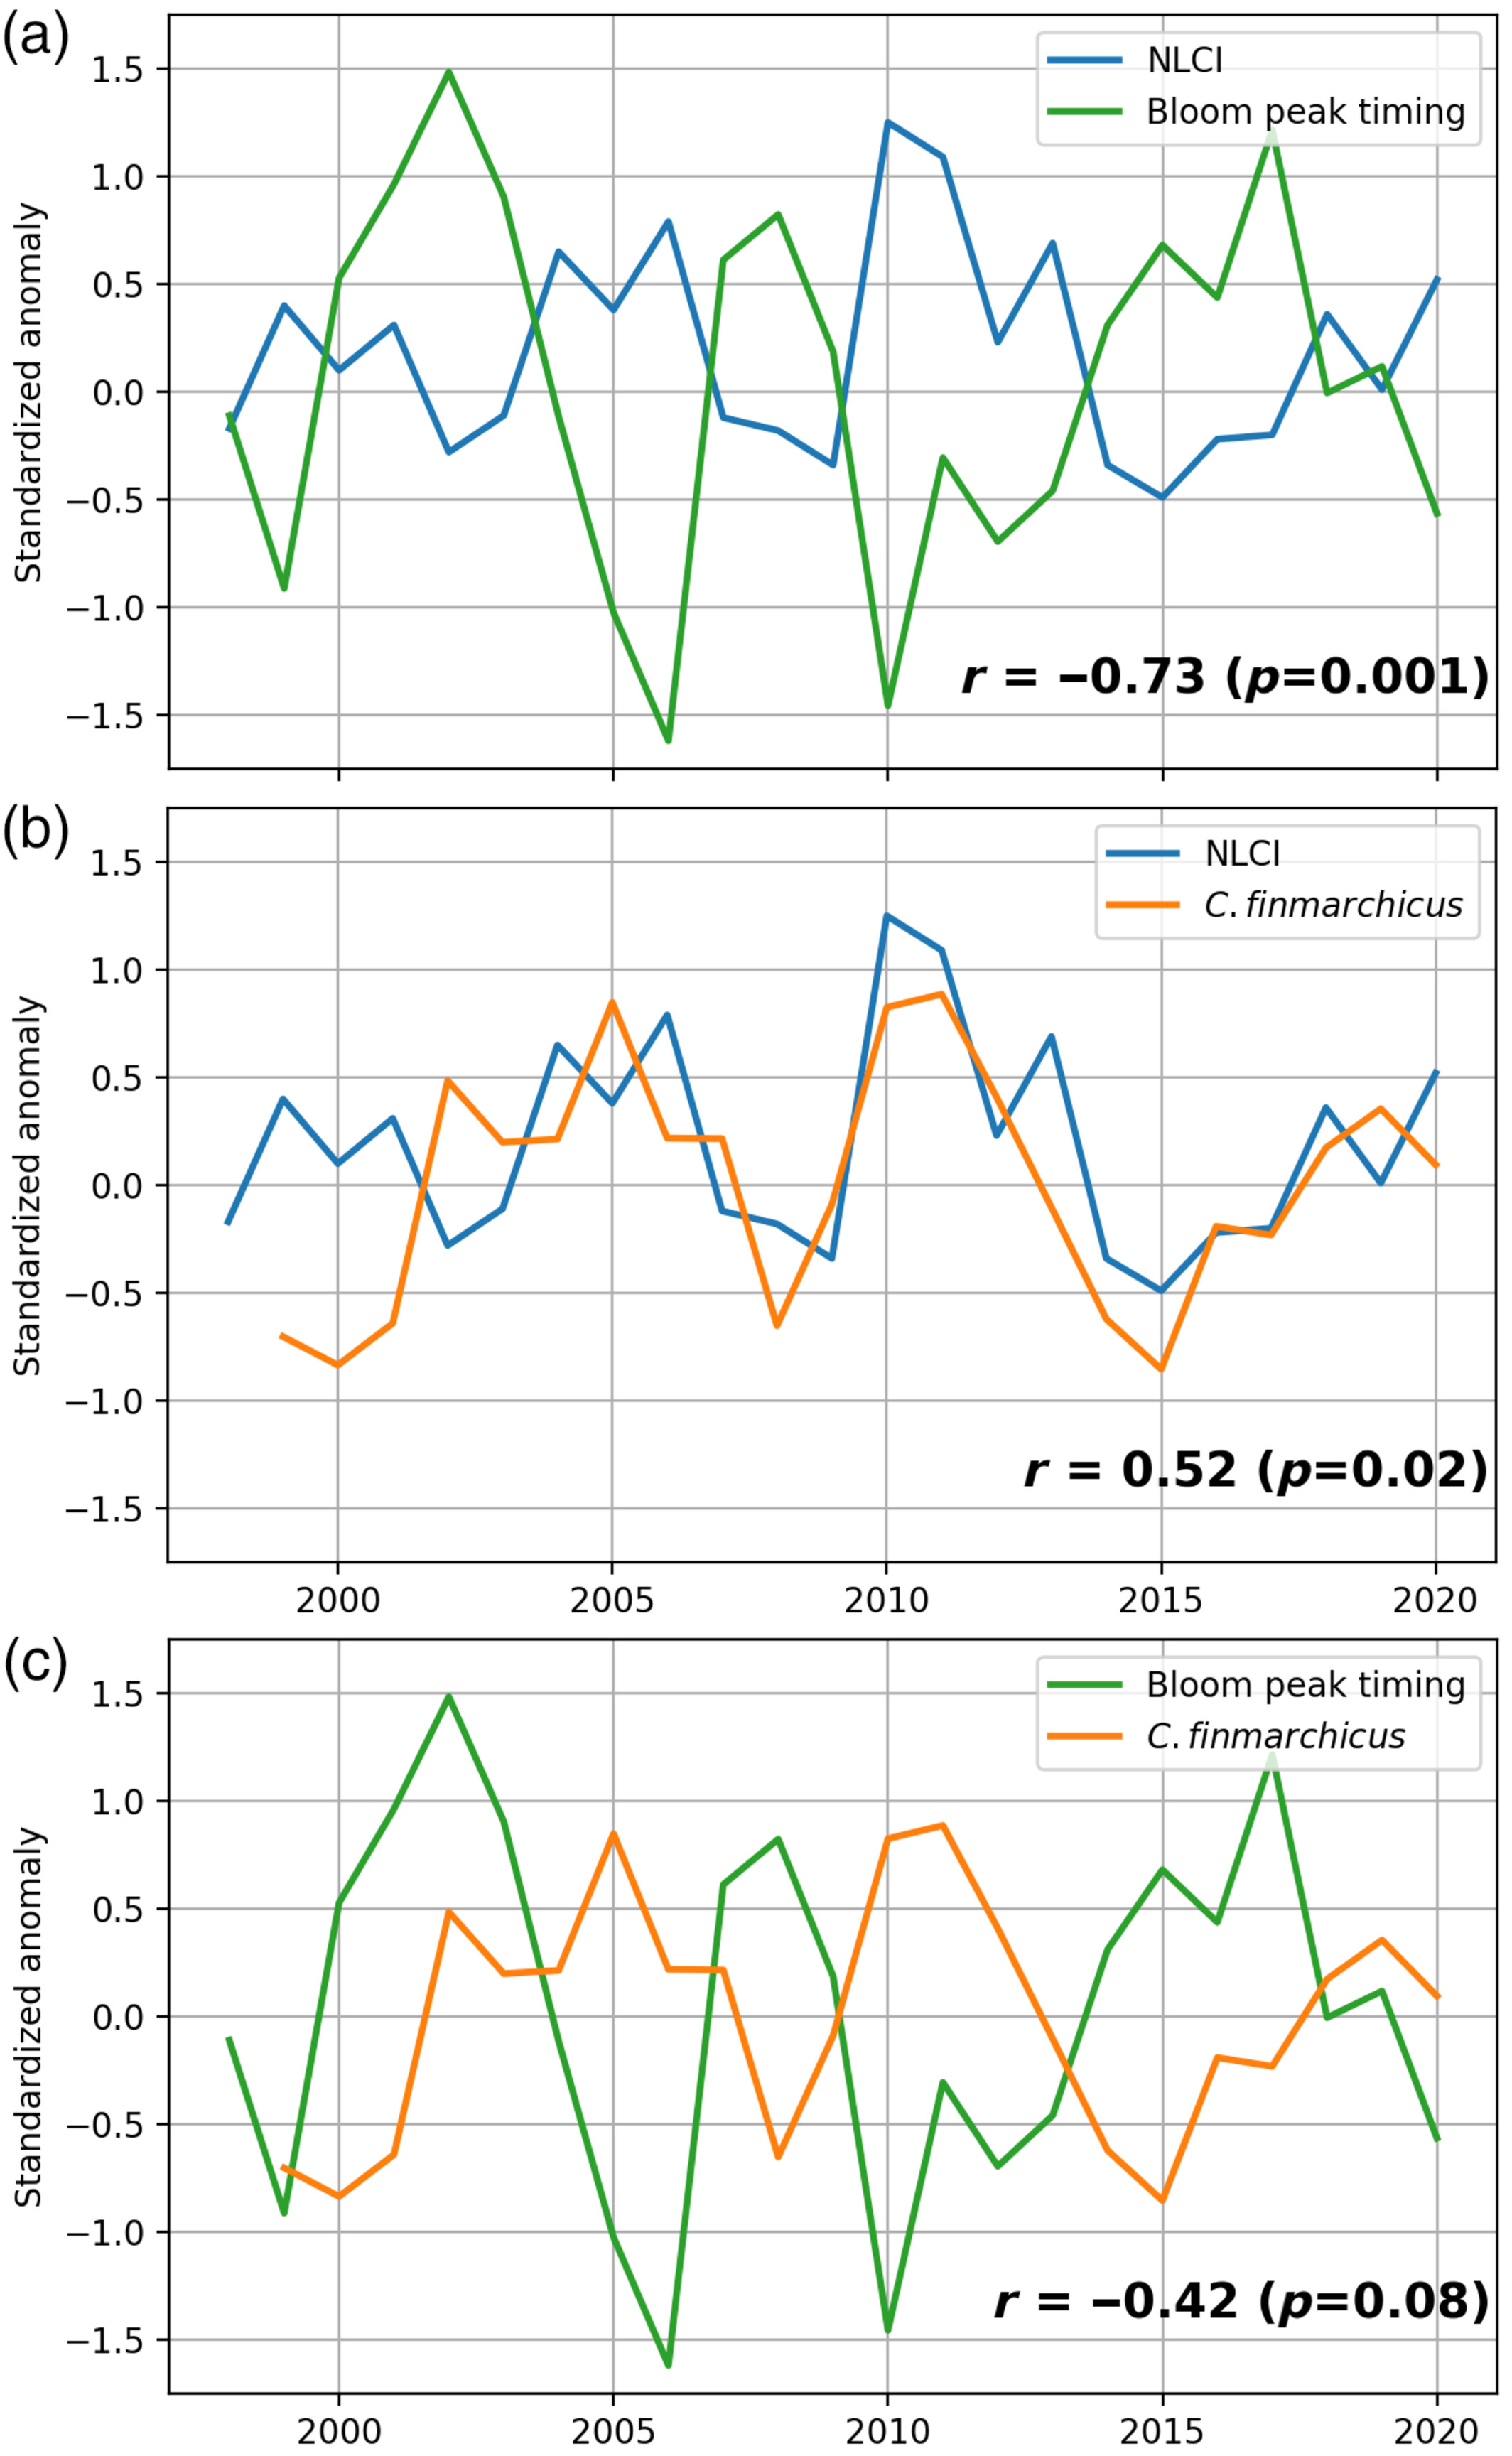 (a)
1.5
1.0
0.5
0.0
−0.5
−1.0
−1.5
Standardized anomaly
NLCI
Bloom peak timing
r = −0.73 (p=0.001)
(b)
1.5
1.0
0.5
0.0
−0.5
−1.0
−1.5
Standardized anomaly
NLCI
C. finmarchicus
r = 0.52 (p=0.02)
2000 2005 2010 2015 2020
(c)
1.5
1.0
0.5
0.0
−0.5
−1.0
−1.5
Standardized anomaly
Bloom peak timing
C. finmarchicus
r = −0.42 (p=0.08)
2000 2005 2010 2015 2020